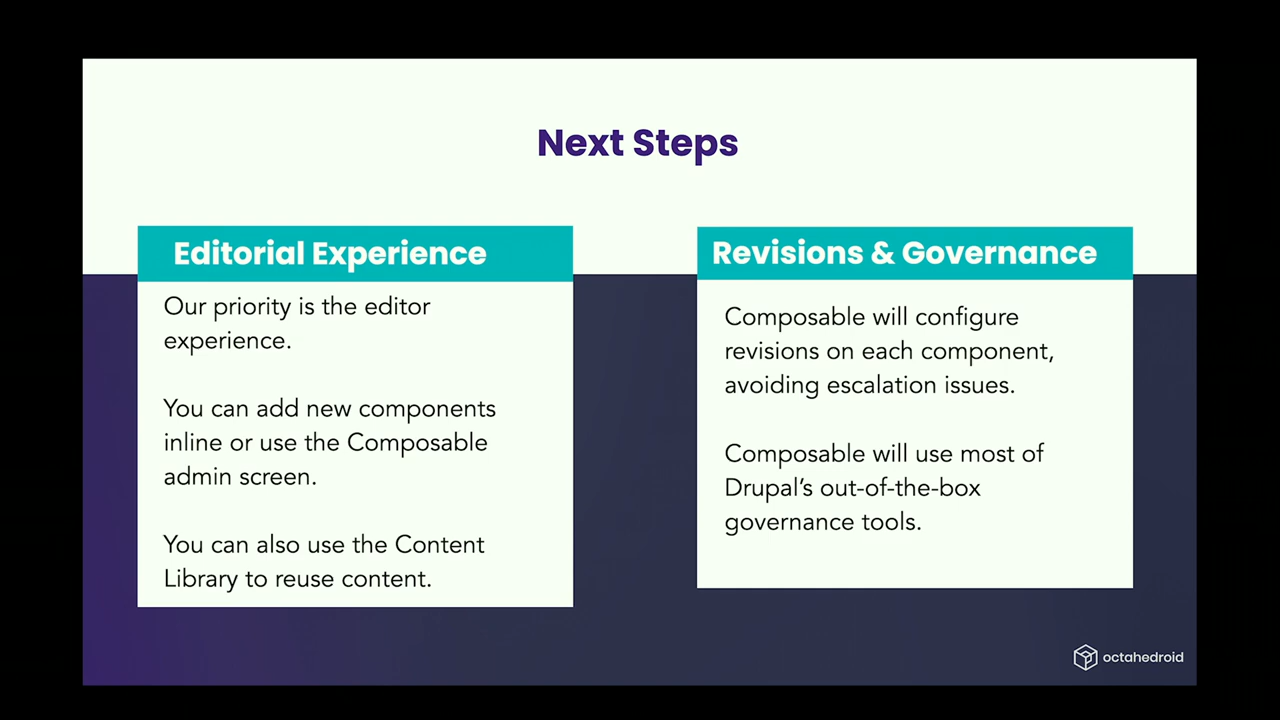 Next Steps
Editorial Experience
Our priority is the editor
experience.
You can add new components
inline or use the Composable
admin screen.
You can also use the Content
Library to reuse content.
Revisions & Governance
Composable will configure
revisions on each component,
avoiding escalation issues.
Composable will use most of
Drupal’s out-of-the-box
governance tools.
octahedroid